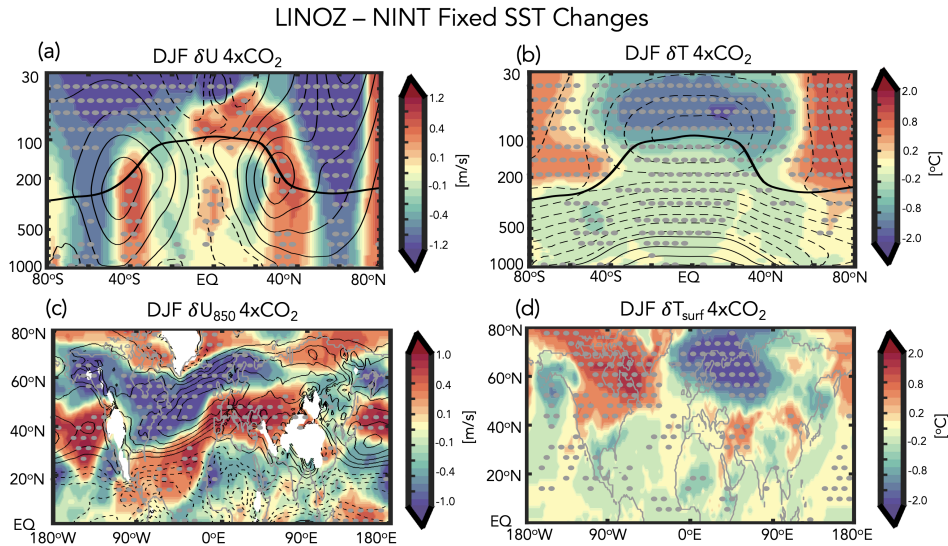 LINOZ – NINT Fixed SST Changes
(a)
DJF δU 4xCO₂
30
100
200
500
1000
80°S
40°S
EQ
40°N
80°N
1.2
0.4
0.1
-0.1
-0.4
-1.2
[m/s]
(b)
DJF δT 4xCO₂
30
100
200
500
1000
80°S
40°S
EQ
40°N
80°N
2.0
0.8
0.2
-0.2
-0.8
-2.0
[°C]
(c)
DJF δU₈₅₀ 4xCO₂
80°N
60°N
40°N
20°N
EQ
180°W
90°W
0°E
90°E
180°E
1.0
0.4
0.1
-0.1
-0.4
-1.0
[m/s]
(d)
DJF δTsurf 4xCO₂
80°N
60°N
40°N
20°N
EQ
180°W
90°W
0°E
90°E
180°E
2.0
0.8
0.2
-0.2
-0.8
-2.0
[°C]